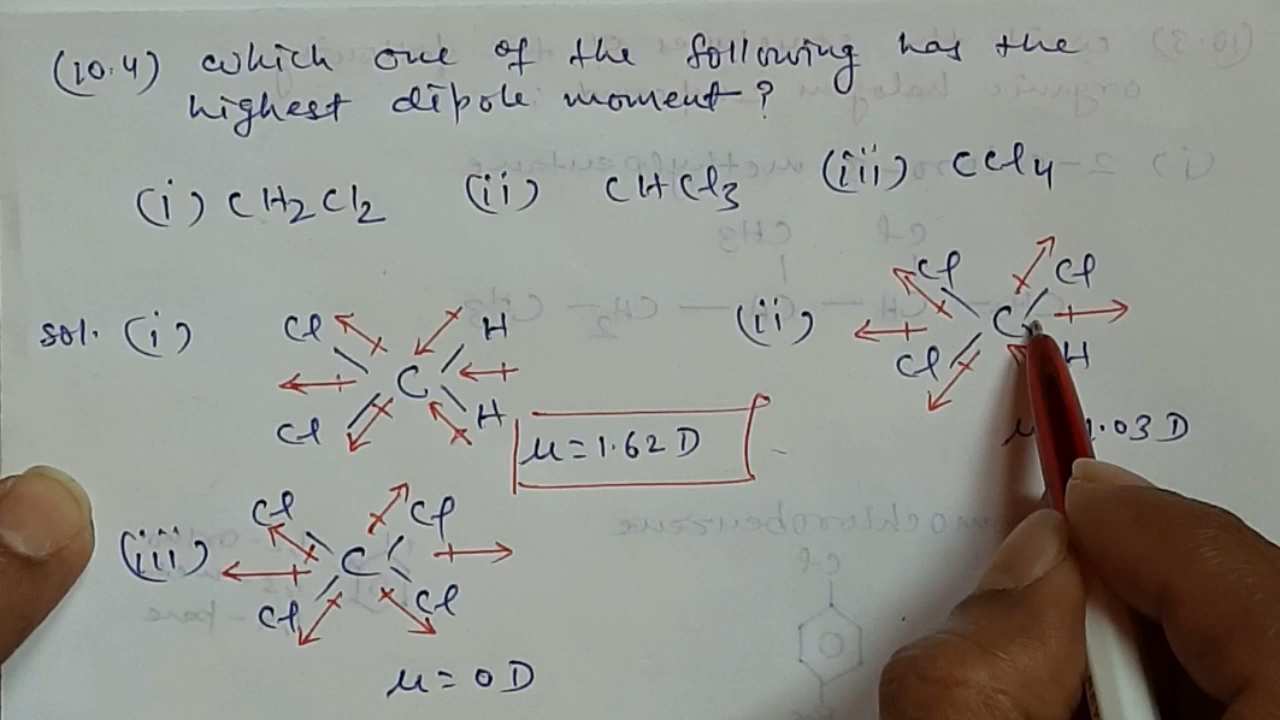 (10.4) which one of the following has the
highest dipole moment?
(i) CH2Cl2 (ii) CHCl3 (iii) CCl4
sol. (i) Cl H
C
Cl H
μ=1.62 D
(ii) Cl Cl
C
Cl H
1.03 D
(iii) Cl Cl
C
Cl Cl
μ=0 D